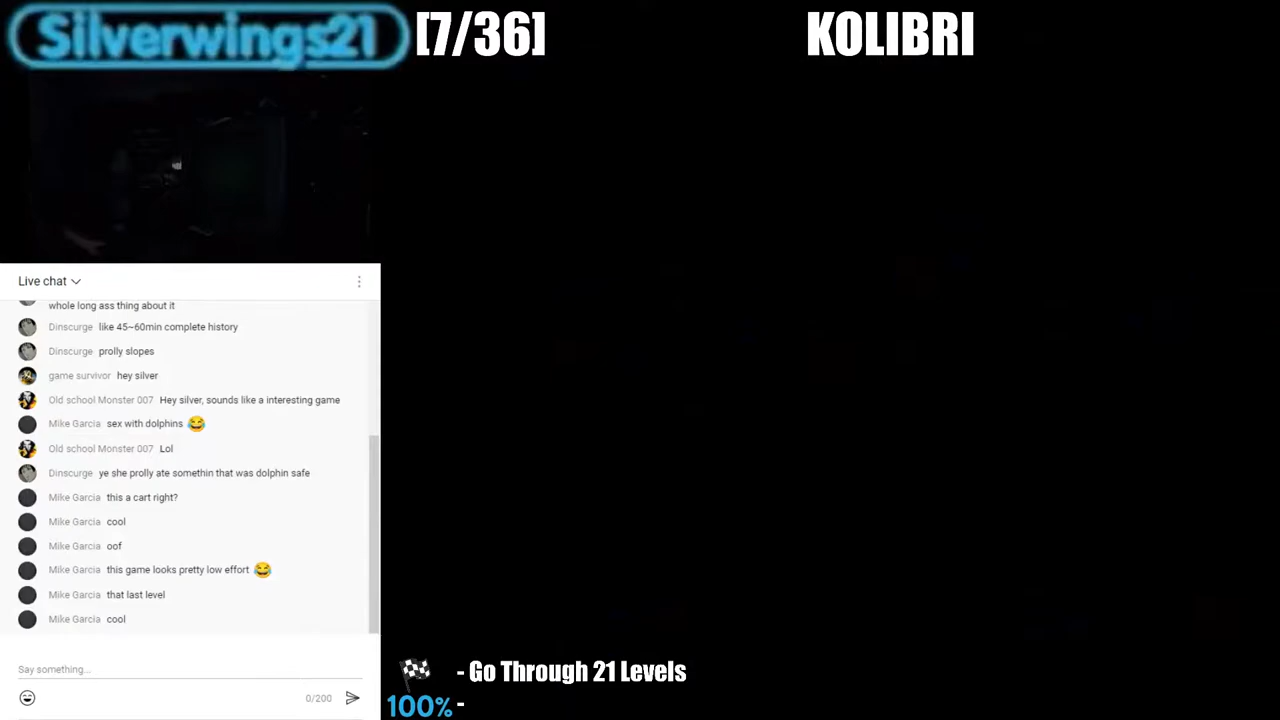 Silverwings21 [7/36] KOLIBRI
Live chat
whole long ass thing about it
Dinscurge like 45~60min complete history
Dinscurge prolly slopes
game survivor hey silver
Old school Monster 007 Hey silver, sounds like a interesting game
Mike Garcia sex with dolphins 😂
Old school Monster 007 Lol
Dinscurge ye she prolly ate somethin that was dolphin safe
Mike Garcia this a cart right?
Mike Garcia cool
Mike Garcia oof
Mike Garcia this game looks pretty low effort 😂
Mike Garcia that last level
Mike Garcia cool
Say something...
0/200
- Go Through 21 Levels
100% -